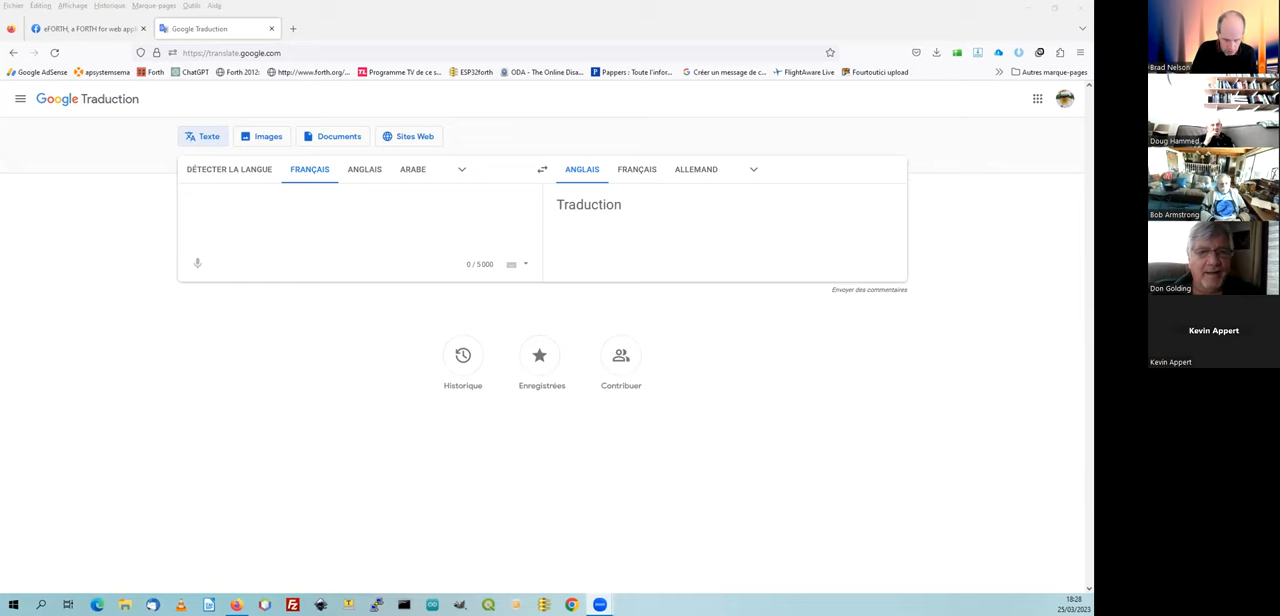 Fichier Édition Affichage Historique Marque-pages Outils Aide
eFORTH, a FORTH for web appl
Google Traduction
https://translate.google.com
Google AdSense
apsystemsema
Forth
ChatGPT
Forth 2012:
http://www.forth.org/...
Programme TV de ce s...
ESP32forth
ODA - The Online Disa...
Pappers : Toute l'infor...
Créer un message de c...
FlightAware Live
Fourtoutici upload
Autres marque-pages
Google Traduction
Texte
Images
Documents
Sites Web
DÉTECTER LA LANGUE
FRANÇAIS
ANGLAIS
ARABE
ANGLAIS
FRANÇAIS
ALLEMAND
Traduction
0 / 5 000
Envoyer des commentaires
Historique
Enregistrées
Contribuer
Brad Nelson
Doug Hammed
Bob Armstrong
Don Golding
Kevin Appert
Kevin Appert
18:28
25/03/2023